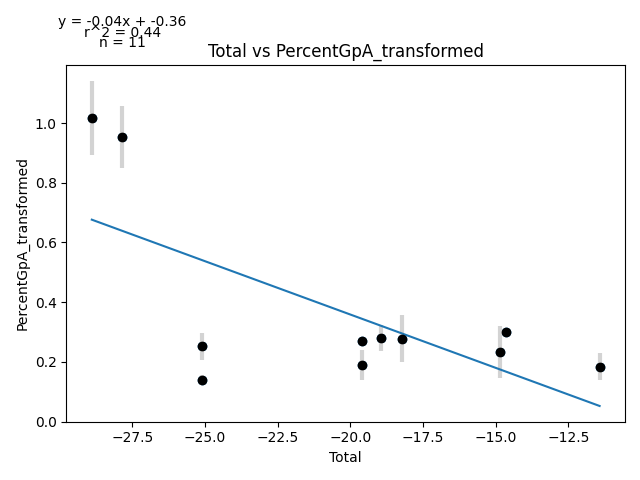 y = -0.04x + -0.36
r^2 = 0.44
n = 11
Total vs PercentGpA_transformed
PercentGpA_transformed
1.0
0.8
0.6
0.4
0.2
0.0
−27.5 −25.0 −22.5 −20.0 −17.5 −15.0 −12.5
Total